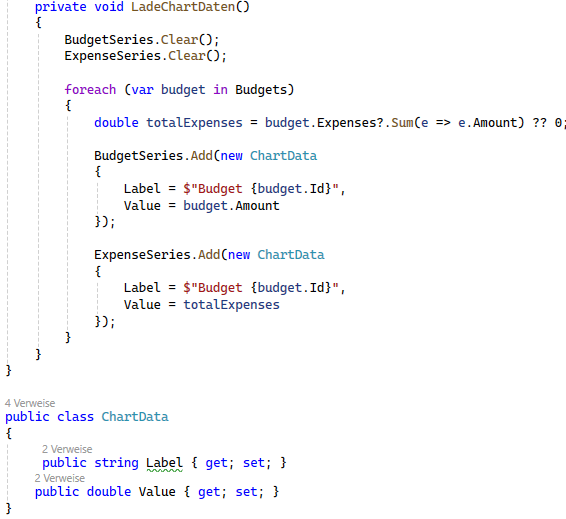 private void LadeChartDaten()
{
BudgetSeries.Clear();
ExpenseSeries.Clear();
foreach (var budget in Budgets)
{
double totalExpenses = budget.Expenses?.Sum(e => e.Amount) ?? 0;
BudgetSeries.Add(new ChartData
{
Label = $"Budget {budget.Id}",
Value = budget.Amount
});
ExpenseSeries.Add(new ChartData
{
Label = $"Budget {budget.Id}",
Value = totalExpenses
});
}
}
}
4 Verweise
public class ChartData
{
2 Verweise
public string Label { get; set; }
2 Verweise
public double Value { get; set; }
}